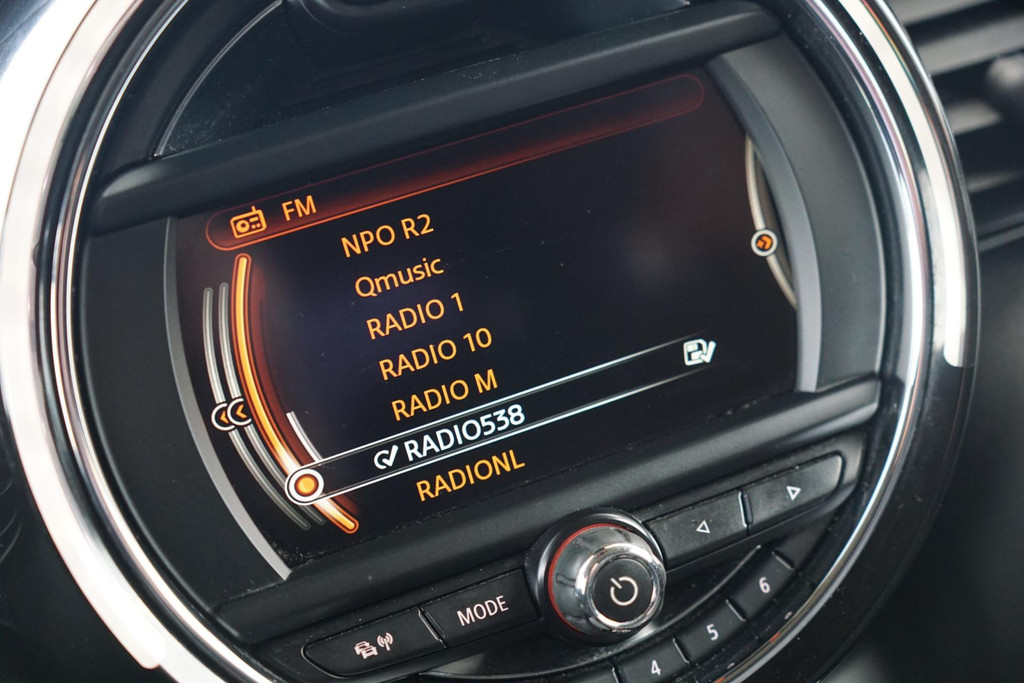 FM
NPO R2
Qmusic
RADIO 1
RADIO 10
RADIO M
RADIO538
RADIONL
MODE
4
5
6